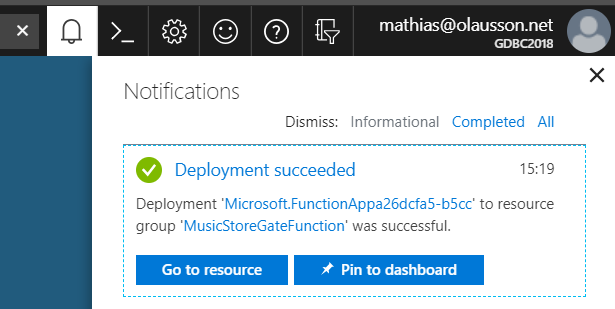 mathias@olausson.net
GDBC2018
Notifications
Dismiss: Informational Completed All
Deployment succeeded 15:19
Deployment 'Microsoft.FunctionAppa26dcfa5-b5cc' to resource
group 'MusicStoreGateFunction' was successful.
Go to resource Pin to dashboard